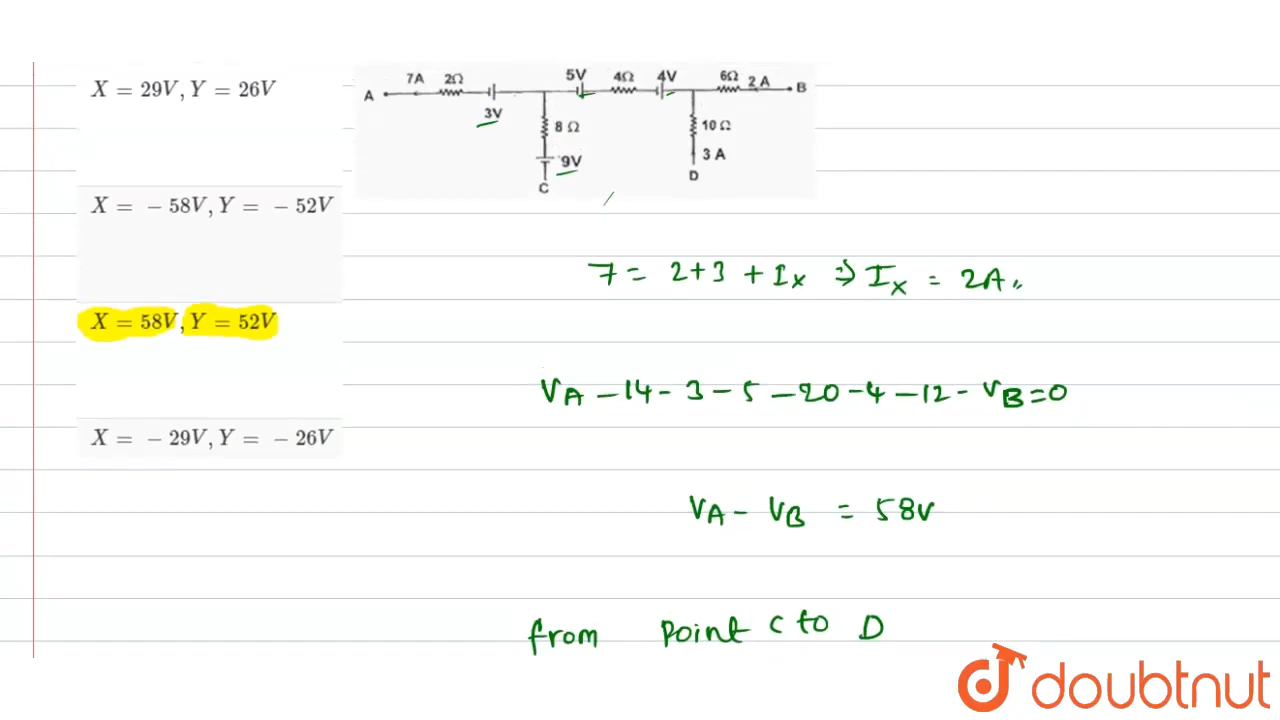 X = 29V, Y = 26V
X = - 58V, Y = - 52V
X = 58V, Y = 52V
X = - 29V, Y = - 26V
A 7A 2Ω 3V 5V 4Ω 4V 6Ω 2 A B
8 Ω 10 Ω
9V 3 A
C D
7 = 2+3 + Ix ⇒ Ix = 2A
VA - 14 - 3 - 5 - 20 - 4 - 12 - VB = 0
VA - VB = 58V
from point C to D
doubtnut